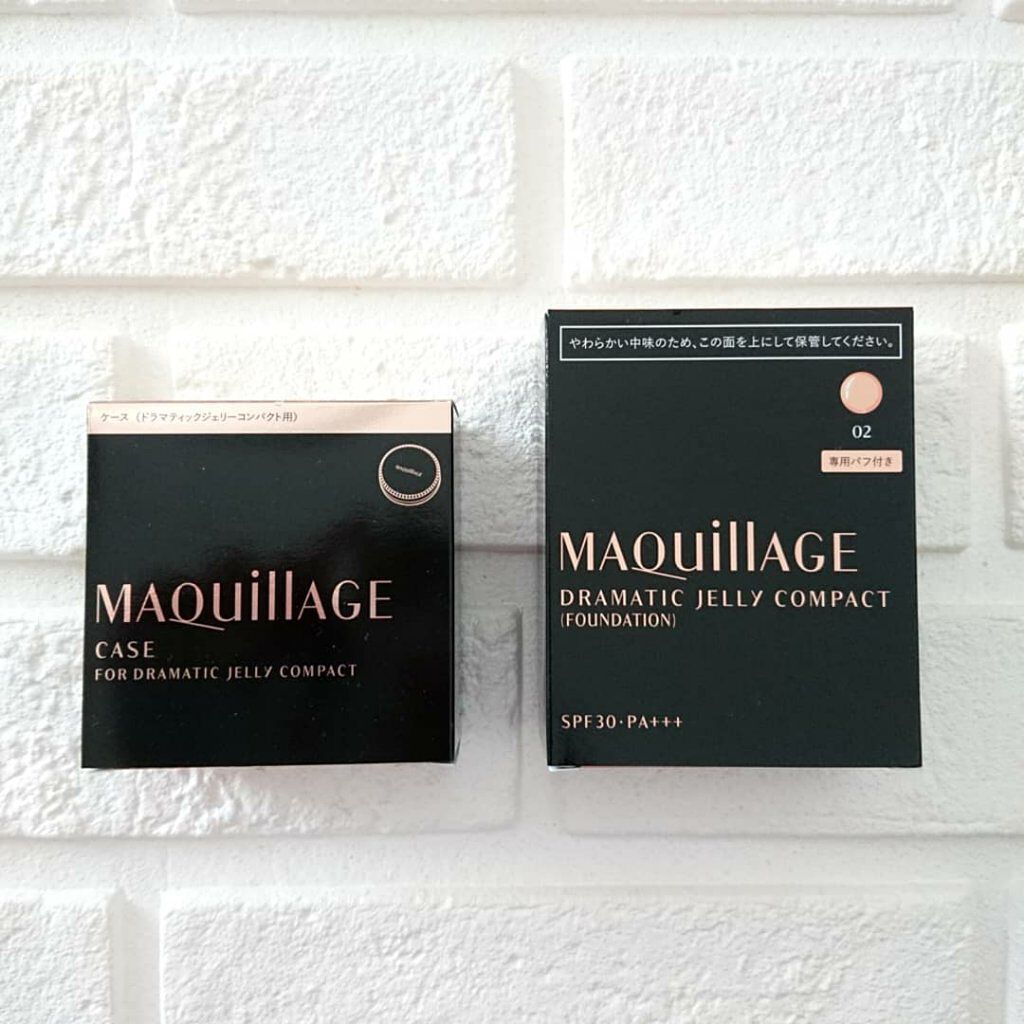 ケース（ドラマティックジェリーコンパクト用）
MAQuillAGE
MAQuillAGE
CASE
FOR DRAMATIC JELLY COMPACT
やわらかい中味のため、この面を上にして保管してください。
02
専用パフ付き
MAQuillAGE
DRAMATIC JELLY COMPACT
(FOUNDATION)
SPF30・PA+++